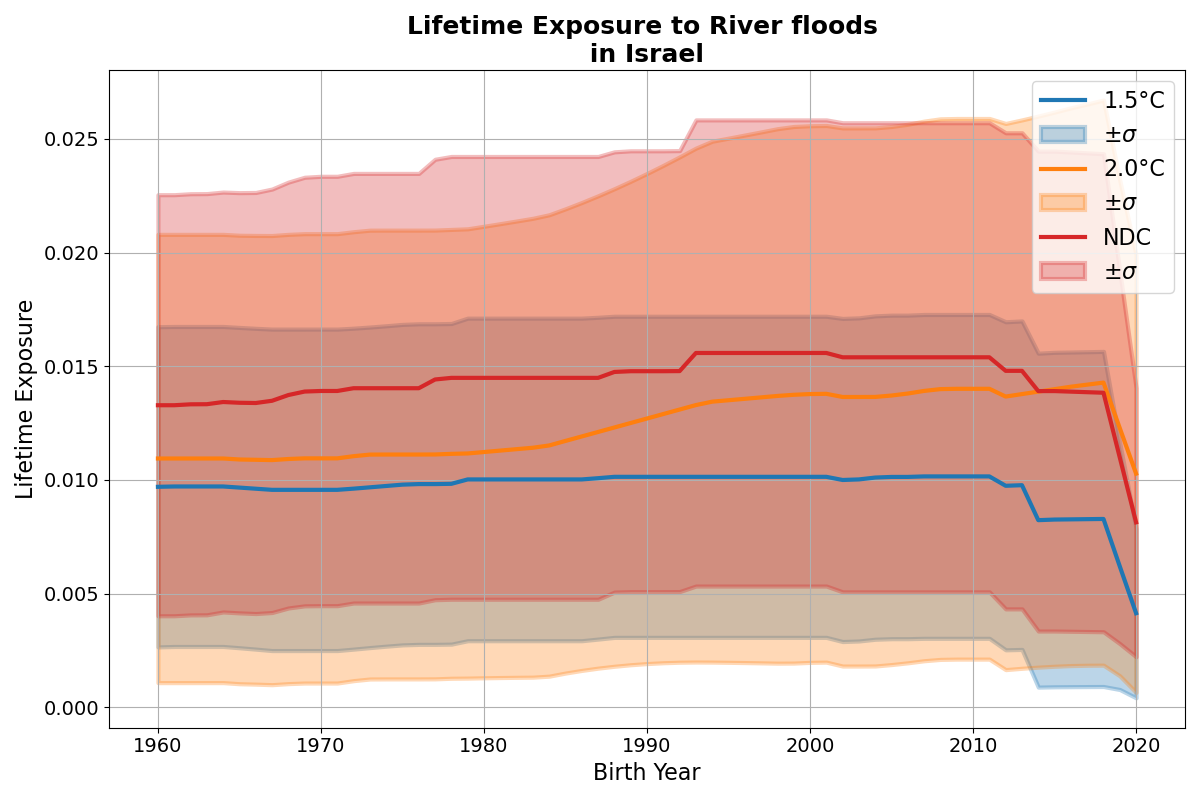 Lifetime Exposure to River floods
in Israel
1.5°C
±σ
2.0°C
±σ
NDC
±σ
Lifetime Exposure
0.025
0.020
0.015
0.010
0.005
0.000
1960
1970
1980
1990
2000
2010
2020
Birth Year